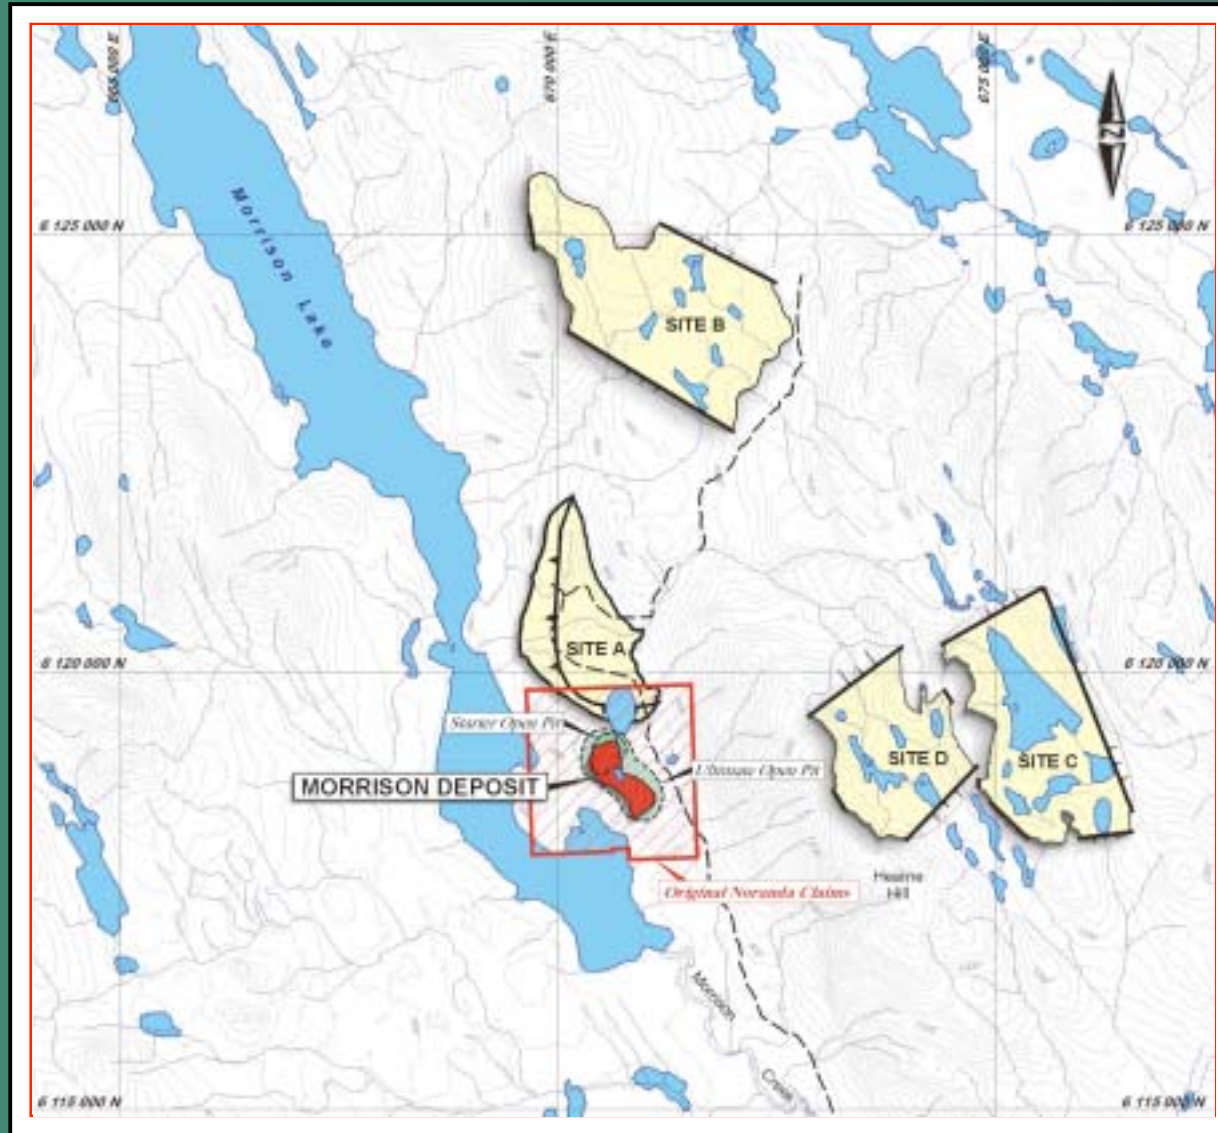 665 000 E
670 000 E
675 000 E
N
Morrison Lake
6 125 000 N
6 125 000 N
SITE B
SITE A
6 120 000 N
6 120 000 N
Starter Open Pit
SITE D
SITE C
Ultimate Open Pit
MORRISON DEPOSIT
Hearne
Hill
Original Noranda Claims
Morrison
Creek
6 115 000 N
6 115 000 N